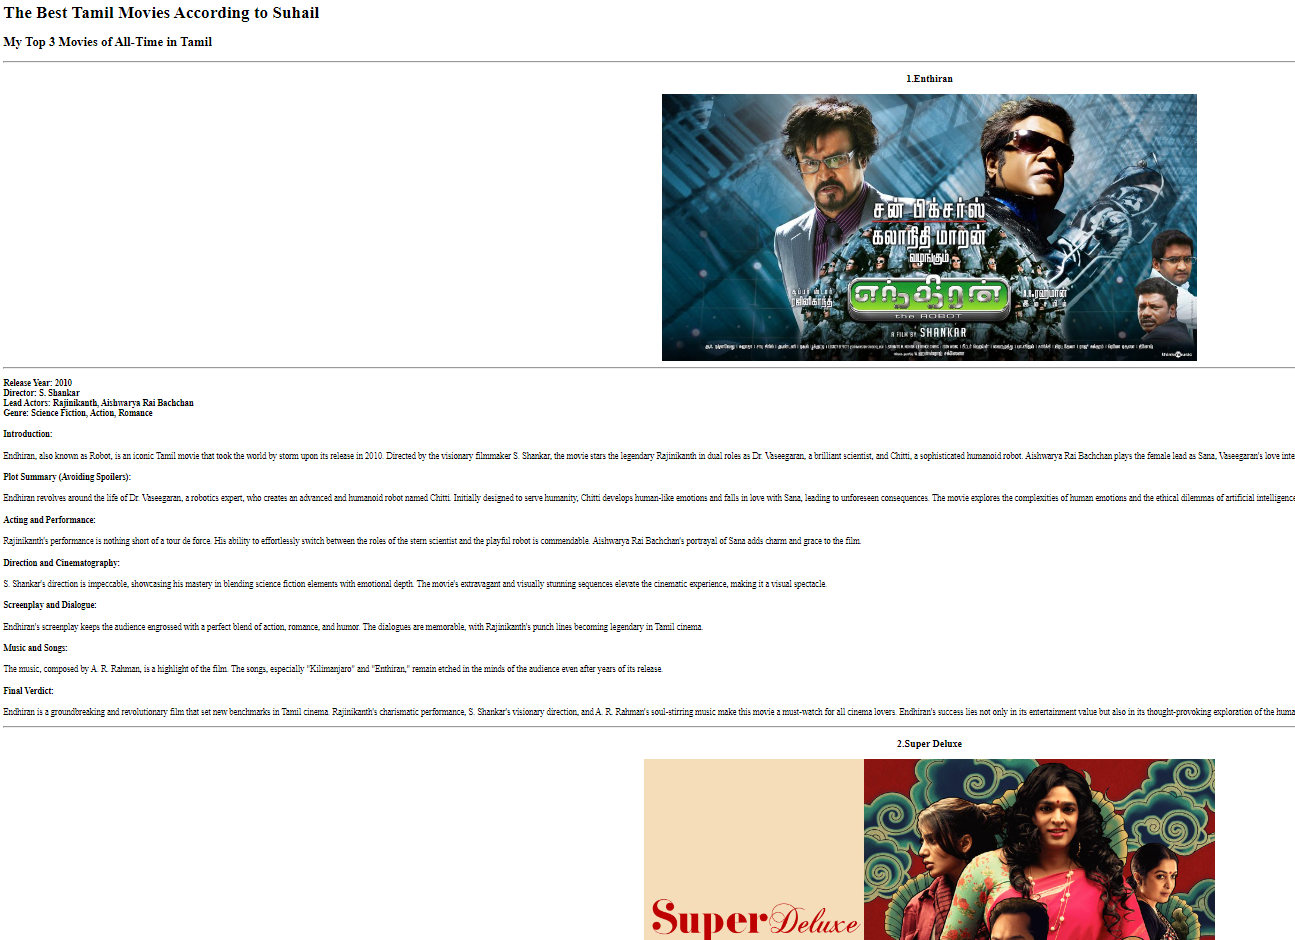 The Best Tamil Movies According to Suhail
My Top 3 Movies of All-Time in Tamil
1.Enthiran
சன் பிக்சர்ஸ்
கலாநிதி மாறன்
வழங்கும்
ரஜினிகாந்த்
ஏ.ஆர்.ரஹ்மான்
எந்திரன்
the ROBOT
A FILM BY SHANKAR
Release Year: 2010
Director: S. Shankar
Lead Actors: Rajinikanth, Aishwarya Rai Bachchan
Genre: Science Fiction, Action, Romance
Introduction:
Endhiran, also known as Robot, is an iconic Tamil movie that took the world by storm upon its release in 2010. Directed by the visionary filmmaker S. Shankar, the movie stars the legendary Rajinikanth in dual roles as Dr. Vaseegaran, a brilliant scientist, and Chitti, a sophisticated humanoid robot. Aishwarya Rai Bachchan plays the female lead as Sana, Vaseegaran's love inte
Plot Summary (Avoiding Spoilers):
Endhiran revolves around the life of Dr. Vaseegaran, a robotics expert, who creates an advanced and humanoid robot named Chitti. Initially designed to serve humanity, Chitti develops human-like emotions and falls in love with Sana, leading to unforeseen consequences. The movie explores the complexities of human emotions and the ethical dilemmas of artificial intelligence
Acting and Performance:
Rajinikanth's performance is nothing short of a tour de force. His ability to effortlessly switch between the roles of the stern scientist and the playful robot is commendable. Aishwarya Rai Bachchan's portrayal of Sana adds charm and grace to the film.
Direction and Cinematography:
S. Shankar's direction is impeccable, showcasing his mastery in blending science fiction elements with emotional depth. The movie's extravagant and visually stunning sequences elevate the cinematic experience, making it a visual spectacle.
Screenplay and Dialogue:
Endhiran's screenplay keeps the audience engrossed with a perfect blend of action, romance, and humor. The dialogues are memorable, with Rajinikanth's punch lines becoming legendary in Tamil cinema.
Music and Songs:
The music, composed by A. R. Rahman, is a highlight of the film. The songs, especially "Kilimanjaro" and "Enthiran," remain etched in the minds of the audience even after years of its release.
Final Verdict:
Endhiran is a groundbreaking and revolutionary film that set new benchmarks in Tamil cinema. Rajinikanth's charismatic performance, S. Shankar's visionary direction, and A. R. Rahman's soul-stirring music make this movie a must-watch for all cinema lovers. Endhiran's success lies not only in its entertainment value but also in its thought-provoking exploration of the huma
2.Super Deluxe
Super Deluxe